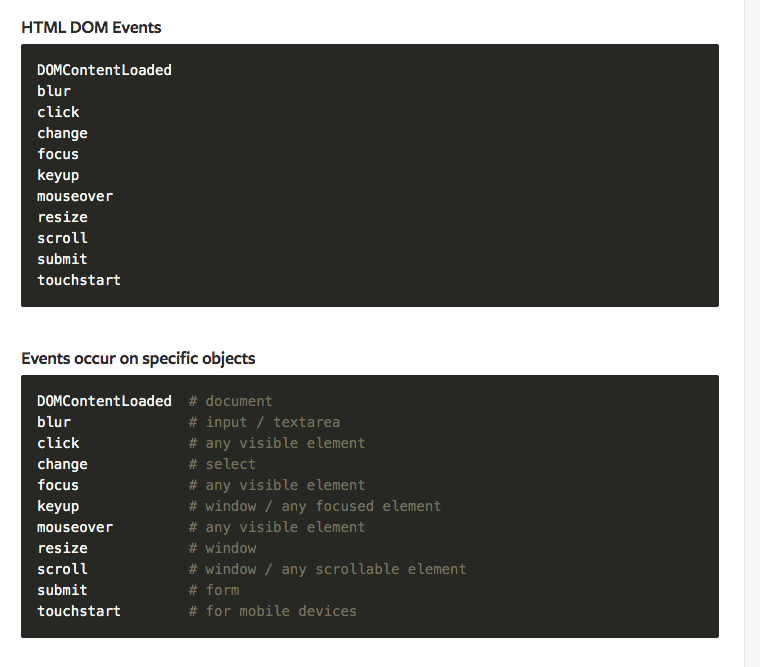 HTML DOM Events
DOMContentLoaded
blur
click
change
focus
keyup
mouseover
resize
scroll
submit
touchstart
Events occur on specific objects
DOMContentLoaded  # document
blur              # input / textarea
click             # any visible element
change            # select
focus             # any visible element
keyup             # window / any focused element
mouseover         # any visible element
resize            # window
scroll            # window / any scrollable element
submit            # form
touchstart        # for mobile devices